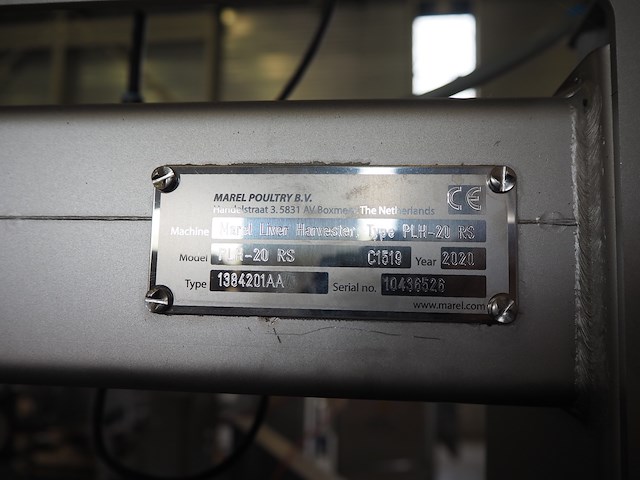 MAREL POULTRY B.V.
Handelstraat 3, 5831 AV Boxmeer, The Netherlands
CE
Machine Marel Liver Harvester, Type PLH-20 RS
Model PLH-20 RS C1519 Year 2020
Type 1384201AA Serial no. 10436526
www.marel.com